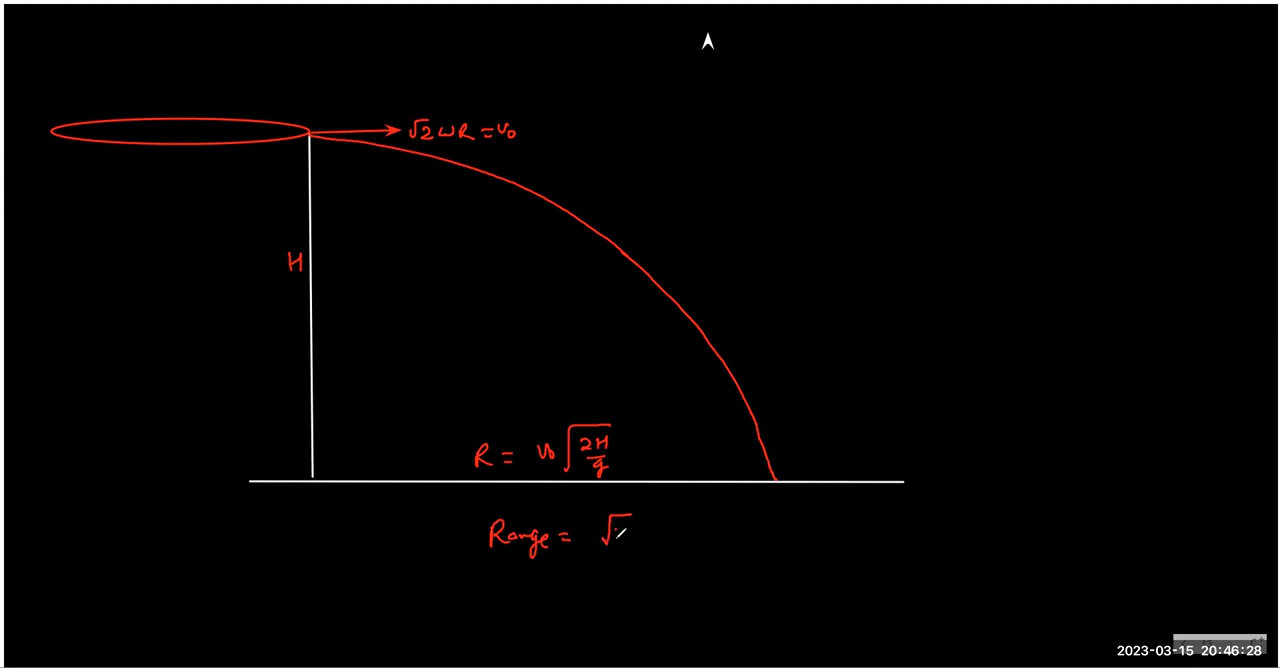 √2 ωR = v₀
H
R = v₀ √(2H/g)
Range = √
2023-03-15 20:46:28